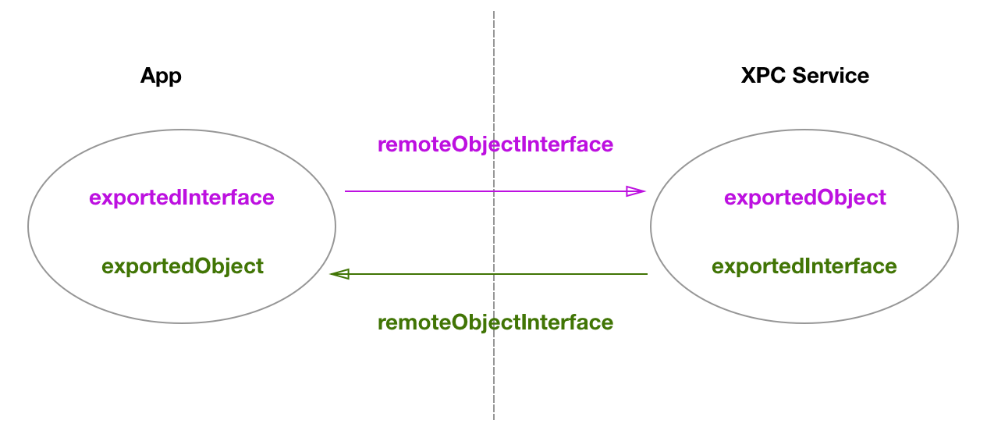 App
XPC Service
remoteObjectInterface
exportedInterface
exportedObject
exportedObject
exportedInterface
remoteObjectInterface